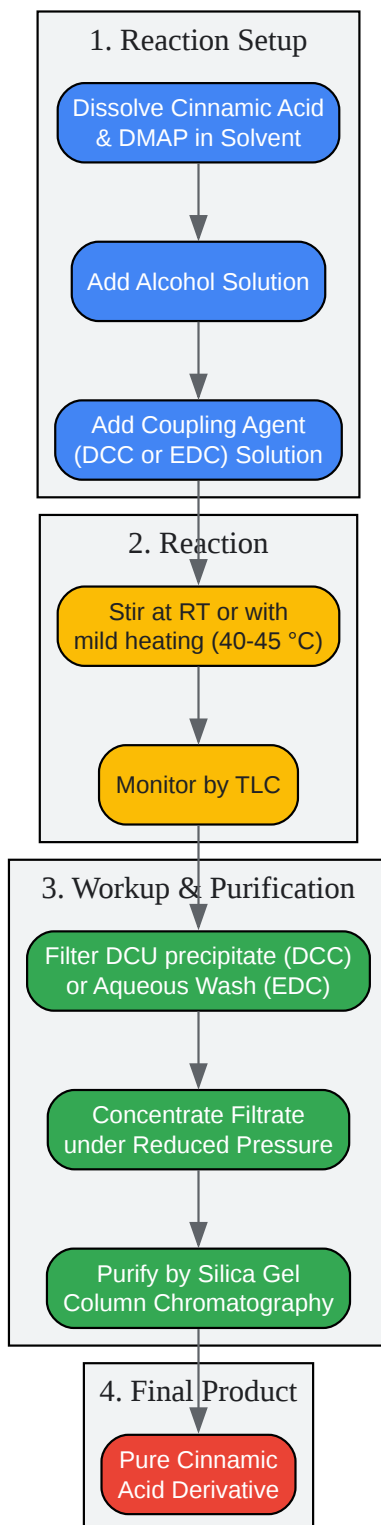 1. Reaction Setup
Dissolve Cinnamic Acid
& DMAP in Solvent
Add Alcohol Solution
Add Coupling Agent
(DCC or EDC) Solution
2. Reaction
Stir at RT or with
mild heating (40-45 °C)
Monitor by TLC
3. Workup & Purification
Filter DCU precipitate (DCC)
or Aqueous Wash (EDC)
Concentrate Filtrate
under Reduced Pressure
Purify by Silica Gel
Column Chromatography
4. Final Product
Pure Cinnamic
Acid Derivative